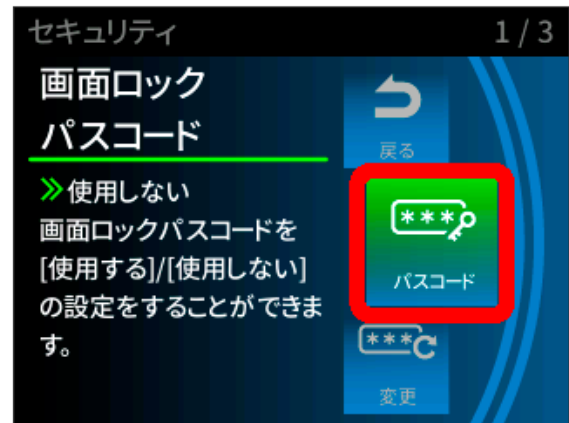 セキュリティ 1/3
画面ロック
パスコード
戻る
≫使用しない
画面ロックパスコードを
[使用する]/[使用しない]
の設定をすることができま
す。
***
パスコード
***
変更